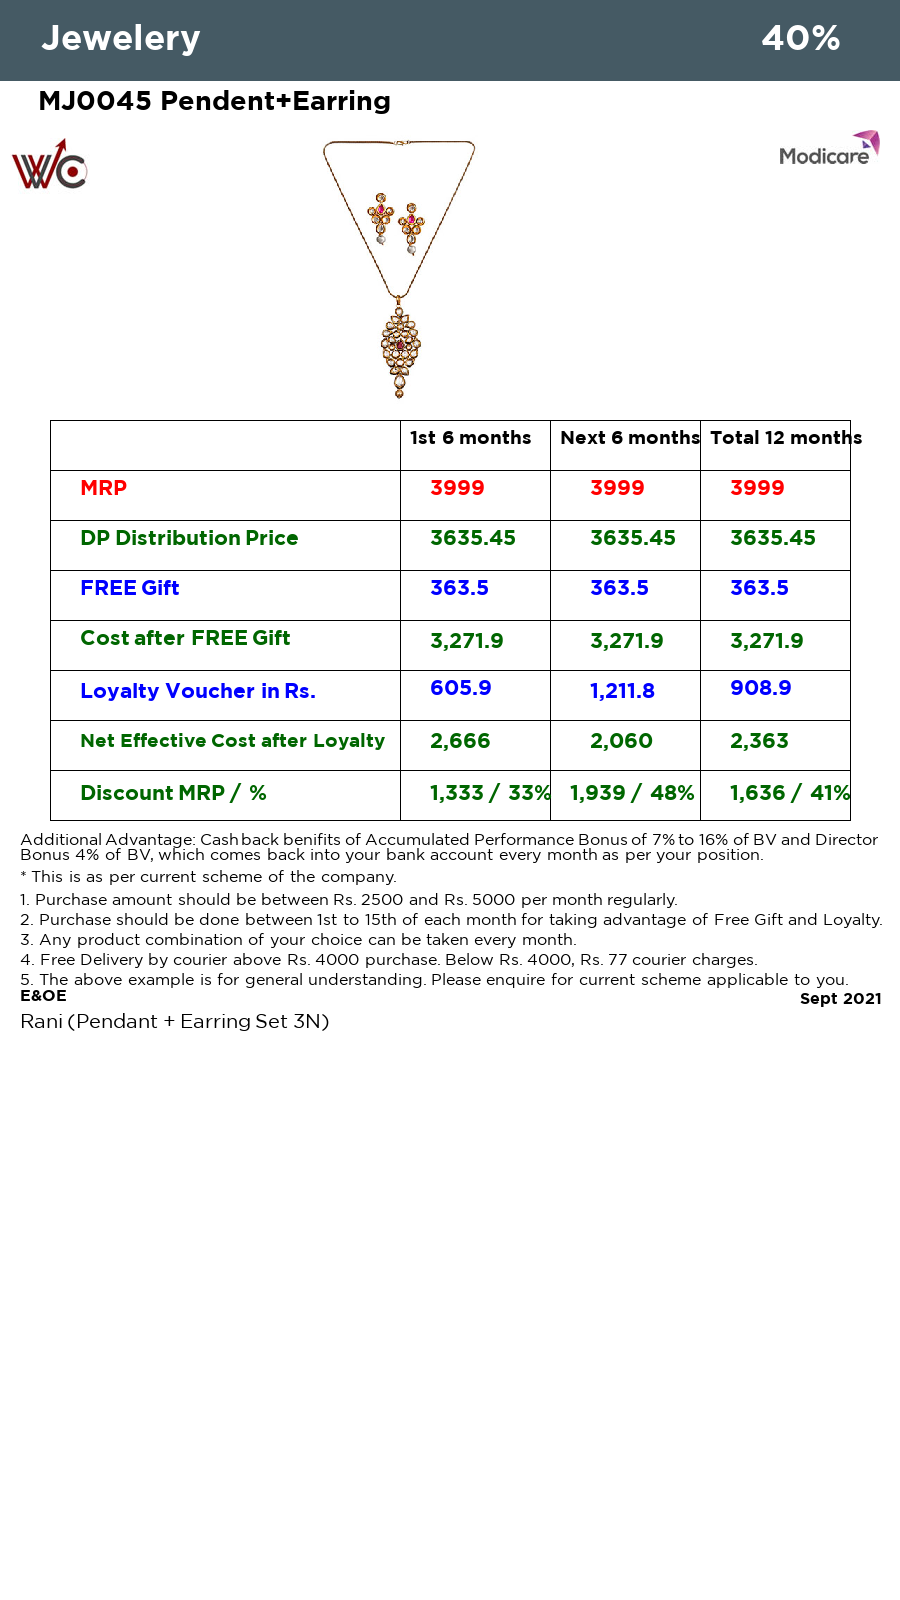 Jewelery 40%
MJ0045 Pendent+Earring
WC
Modicare
1st 6 months Next 6 months Total 12 months
MRP 3999 3999 3999
DP Distribution Price 3635.45 3635.45 3635.45
FREE Gift 363.5 363.5 363.5
Cost after FREE Gift 3,271.9 3,271.9 3,271.9
Loyalty Voucher in Rs. 605.9 1,211.8 908.9
Net Effective Cost after Loyalty 2,666 2,060 2,363
Discount MRP / % 1,333 / 33% 1,939 / 48% 1,636 / 41%
Additional Advantage: Cashback benifits of Accumulated Performance Bonus of 7% to 16% of BV and Director
Bonus 4% of BV, which comes back into your bank account every month as per your position.
* This is as per current scheme of the company.
1. Purchase amount should be between Rs. 2500 and Rs. 5000 per month regularly.
2. Purchase should be done between 1st to 15th of each month for taking advantage of Free Gift and Loyalty.
3. Any product combination of your choice can be taken every month.
4. Free Delivery by courier above Rs. 4000 purchase. Below Rs. 4000, Rs. 77 courier charges.
5. The above example is for general understanding. Please enquire for current scheme applicable to you.
E&OE Sept 2021
Rani (Pendant + Earring Set 3N)